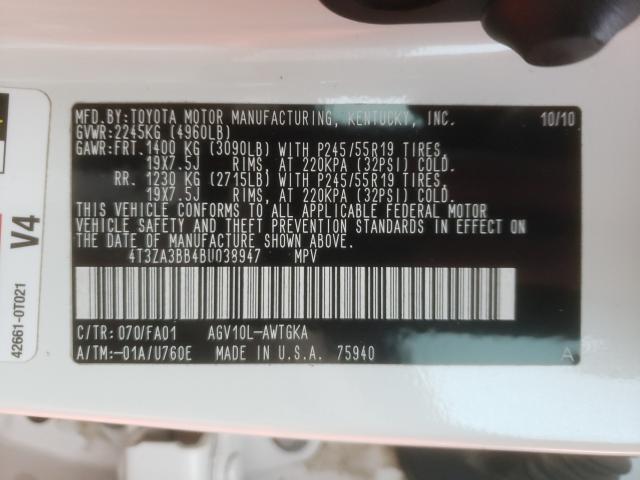 MFD.BY:TOYOTA MOTOR MANUFACTURING, KENTUCKY, INC. 10/10
GVWR:2245KG (4960LB)
GAWR:FRT.1400 KG (3090LB) WITH P245/55R19 TIRES,
19X7.5J RIMS, AT 220KPA (32PSI) COLD.
RR. 1230 KG (2715LB) WITH P245/55R19 TIRES,
19X7.5J RIMS, AT 220KPA (32PSI) COLD.
THIS VEHICLE CONFORMS TO ALL APPLICABLE FEDERAL MOTOR
VEHICLE SAFETY AND THEFT PREVENTION STANDARDS IN EFFECT ON
THE DATE OF MANUFACTURE SHOWN ABOVE.
4T3ZA3BB4BU038947 MPV
C/TR:070/FA01 AGV10L-AWTGKA
A/TM:-01A/U760E MADE IN U.S.A. 75940 A
V4
42661-0T021